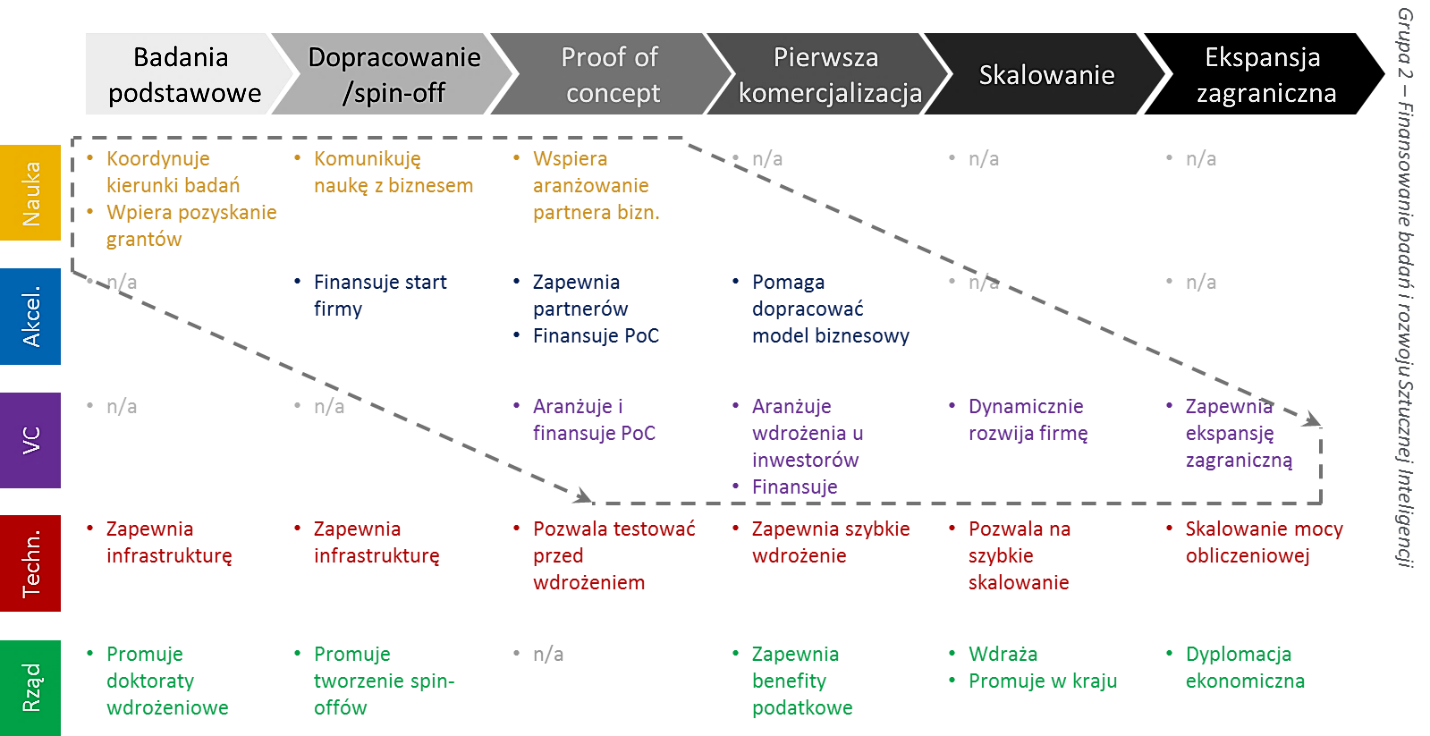 Badania
podstawowe
Dopracowanie
/spin-off
Proof of
concept
Pierwsza
komercjalizacja
Skalowanie
Ekspansja
zagraniczna
Grupa 2 – Finansowanie badań i rozwoju Sztucznej Inteligencji
Nauka
• Koordynuje
kierunki badań
• Wpiera pozyskanie
grantów
• Komunikuję
naukę z biznesem
• Wspiera
aranżowanie
partnera bizn.
• n/a
• n/a
• n/a
Akcel.
• n/a
• Finansuje start
firmy
• Zapewnia
partnerów
• Finansuje PoC
• Pomaga
dopracować
model biznesowy
• n/a
• n/a
VC
• n/a
• n/a
• Aranżuje i
finansuje PoC
• Aranżuje
wdrożenia u
inwestorów
• Finansuje
• Dynamicznie
rozwija firmę
• Zapewnia
ekspansję
zagraniczną
Techn.
• Zapewnia
infrastrukturę
• Zapewnia
infrastrukturę
• Pozwala testować
przed
wdrożeniem
• Zapewnia szybkie
wdrożenie
• Pozwala na
szybkie
skalowanie
• Skalowanie mocy
obliczeniowej
Rząd
• Promuje
doktoraty
wdrożeniowe
• Promuje
tworzenie spin-
offów
• n/a
• Zapewnia
benefity
podatkowe
• Wdraża
• Promuje w kraju
• Dyplomacja
ekonomiczna